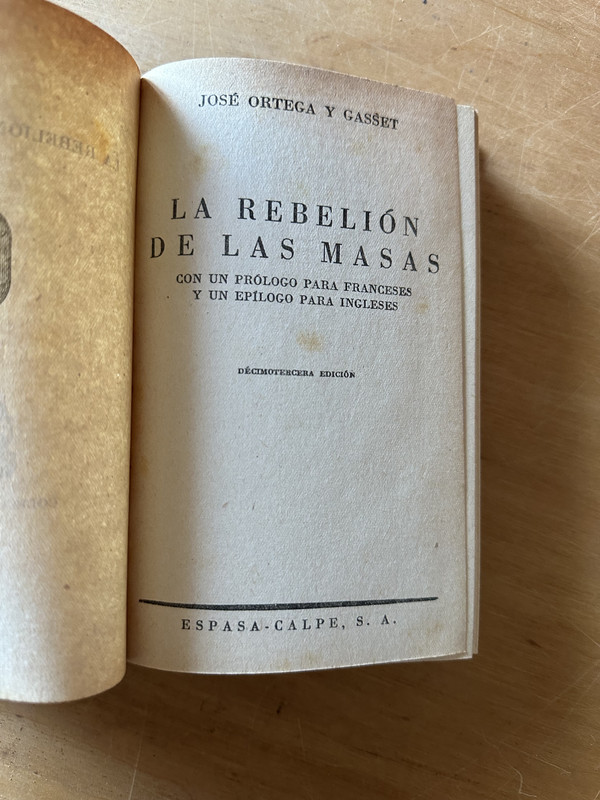 JOSÉ ORTEGA Y GASSET
LA REBELIÓN
DE LAS MASAS
CON UN PRÓLOGO PARA FRANCESES
Y UN EPÍLOGO PARA INGLESES
DÉCIMOTERCERA EDICIÓN
ESPASA-CALPE, S. A.